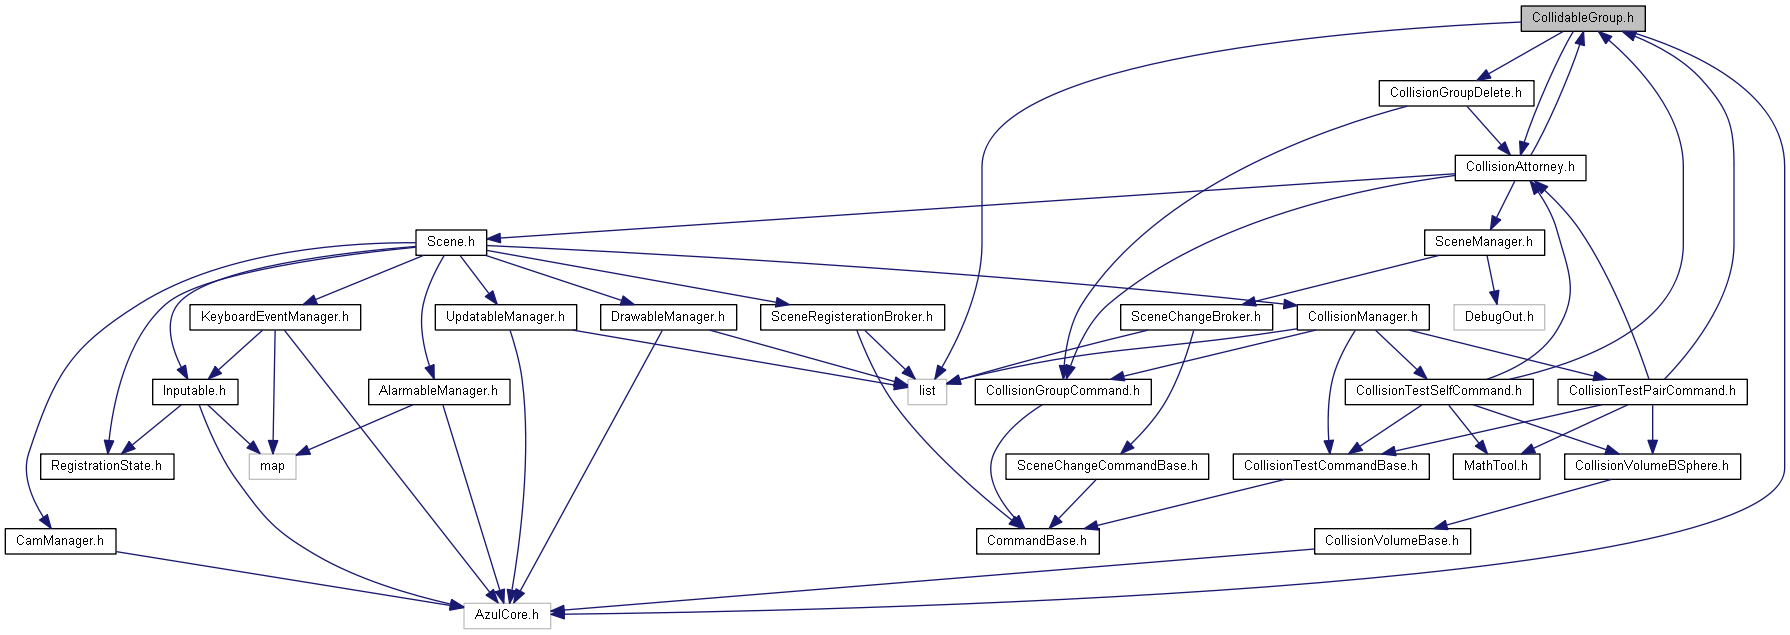 CollidableGroup.h
CollisionGroupDelete.h
CollisionAttorney.h
Scene.h
SceneManager.h
KeyboardEventManager.h
UpdatableManager.h
DrawableManager.h
SceneRegisterationBroker.h
SceneChangeBroker.h
CollisionManager.h
DebugOut.h
Inputable.h
AlarmableManager.h
list
CollisionGroupCommand.h
CollisionTestSelfCommand.h
CollisionTestPairCommand.h
RegistrationState.h
map
SceneChangeCommandBase.h
CollisionTestCommandBase.h
MathTool.h
CollisionVolumeBSphere.h
CamManager.h
CommandBase.h
CollisionVolumeBase.h
AzulCore.h